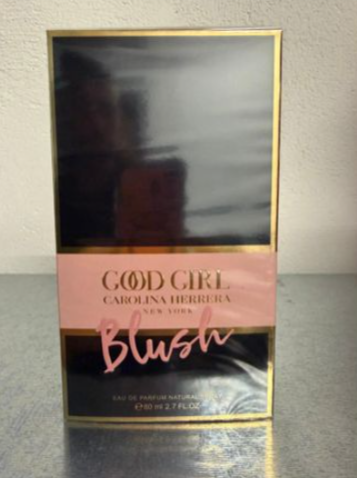 GOOD GIRL
CAROLINA HERRERA
NEW YORK
Blush
EAU DE PARFUM NATURAL
℮80 ml 2.7 FL.OZ